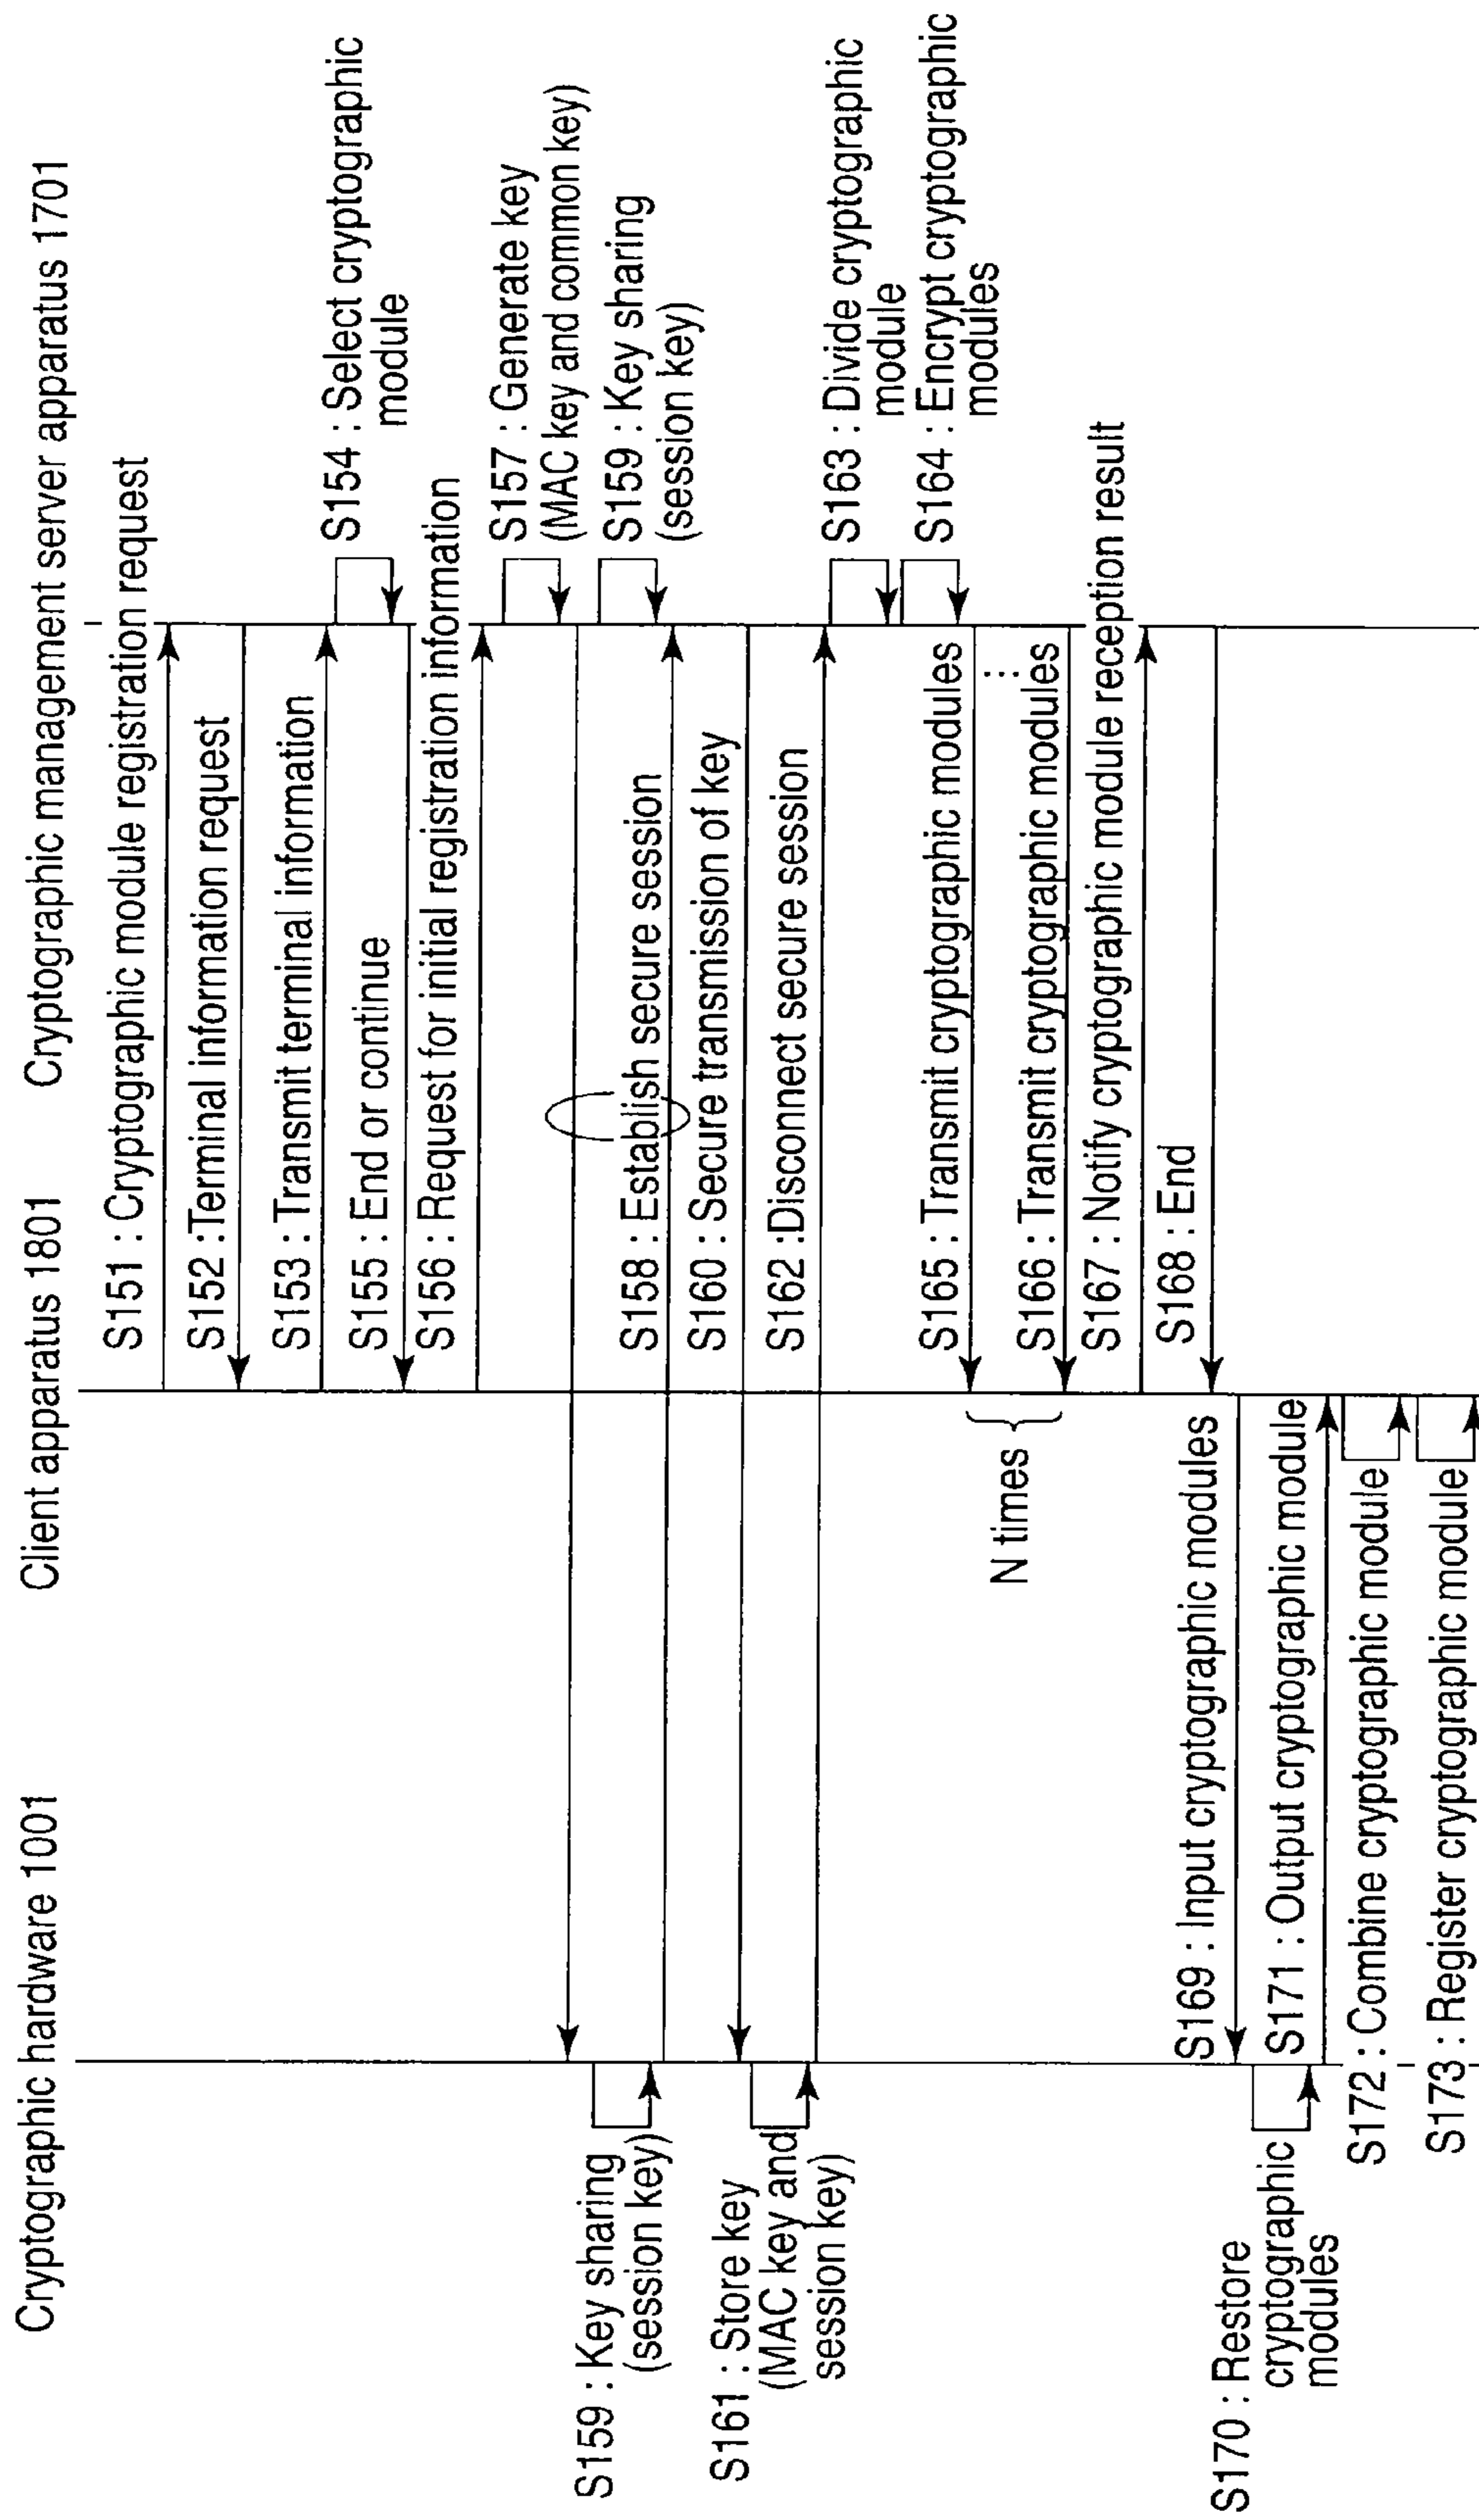 Cryptographic hardware 1001
Client apparatus 1801
Cryptographic management server apparatus 1701
S151 : Cryptographic module registration request
S152 :Terminal information request
S153 : Transmit terminal information
S154 : Select cryptographic
module
S155 : End or continue
S156 : Request for initial registration information
S157 : Generate key
(MAC key and common key)
S159 : Key sharing
(session key)
S159 : Key sharing
(session key)
S158 : Establish secure session
S160 : Secure transmission of key
S161 : Store key
(MAC key and
session key)
S162 :Disconnect secure session
S163 : Divide cryptographic
module
S164 : Encrypt cryptographic
modules
S165 : Transmit cryptographic modules
...
N times
S166 : Transmit cryptographic modules
S167 : Notify cryptographic module reception result
S168 : End
S169 : Input cryptographic modules
S170 : Restore
cryptographic
modules
S171 : Output cryptographic module
S172 : Combine cryptographic module
S173 : Register cryptographic module